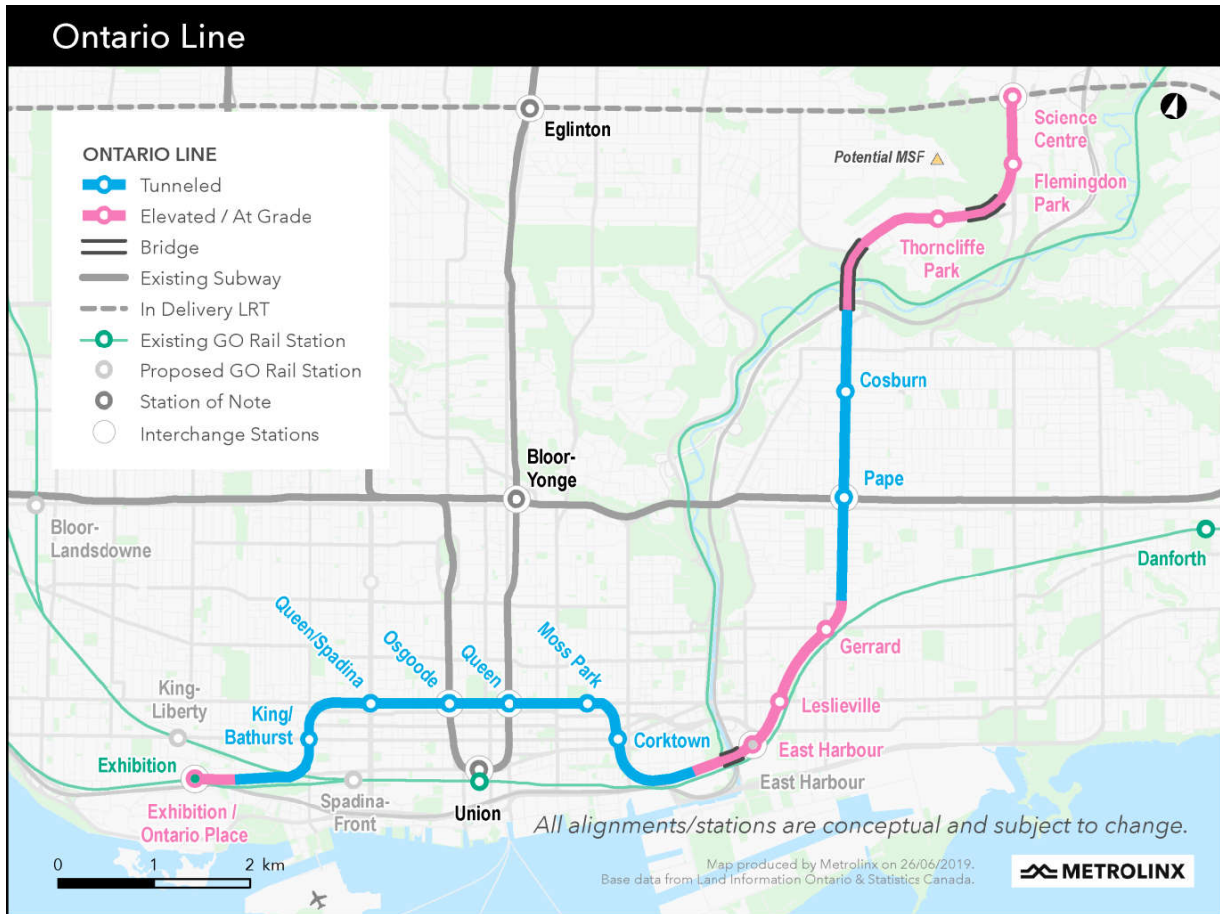 Ontario Line
ONTARIO LINE
Tunneled
Elevated / At Grade
Bridge
Existing Subway
In Delivery LRT
Existing GO Rail Station
Proposed GO Rail Station
Station of Note
Interchange Stations
Eglinton
Potential MSF
Science
Centre
Flemingdon
Park
Thorncliffe
Park
Cosburn
Bloor-
Yonge
Pape
Bloor-
Landsdowne
Danforth
Queen/Spadina
Osgoode
Queen
Moss Park
Gerrard
King-
Liberty
King/
Bathurst
Leslieville
Corktown
East Harbour
Exhibition
East Harbour
Exhibition /
Ontario Place
Spadina-
Front
Union
All alignments/stations are conceptual and subject to change.
0 1 2 km
Map produced by Metrolinx on 26/06/2019.
Base data from Land Information Ontario & Statistics Canada.
METROLINX